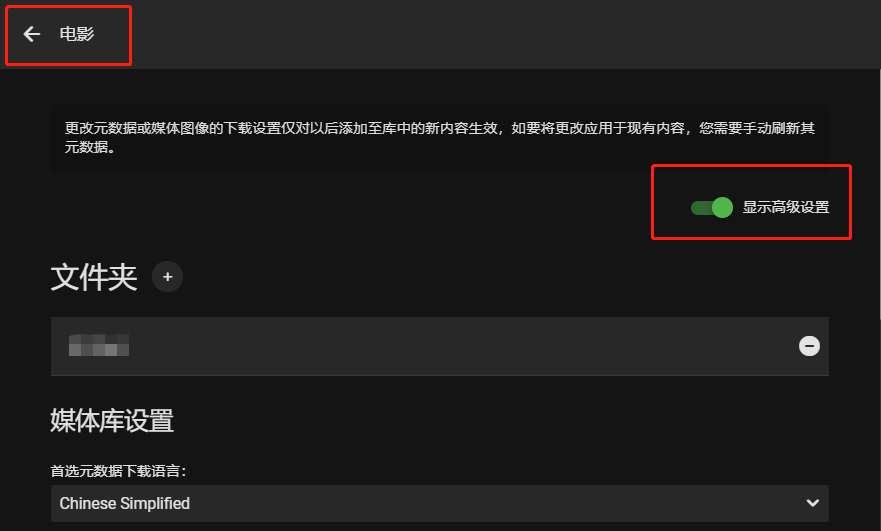 电影
更改元数据或媒体图像的下载设置仅对以后添加至库中的新内容生效，如要将更改应用于现有内容，您需要手动刷新其
元数据。
显示高级设置
文件夹
媒体库设置
首选元数据下载语言：
Chinese Simplified